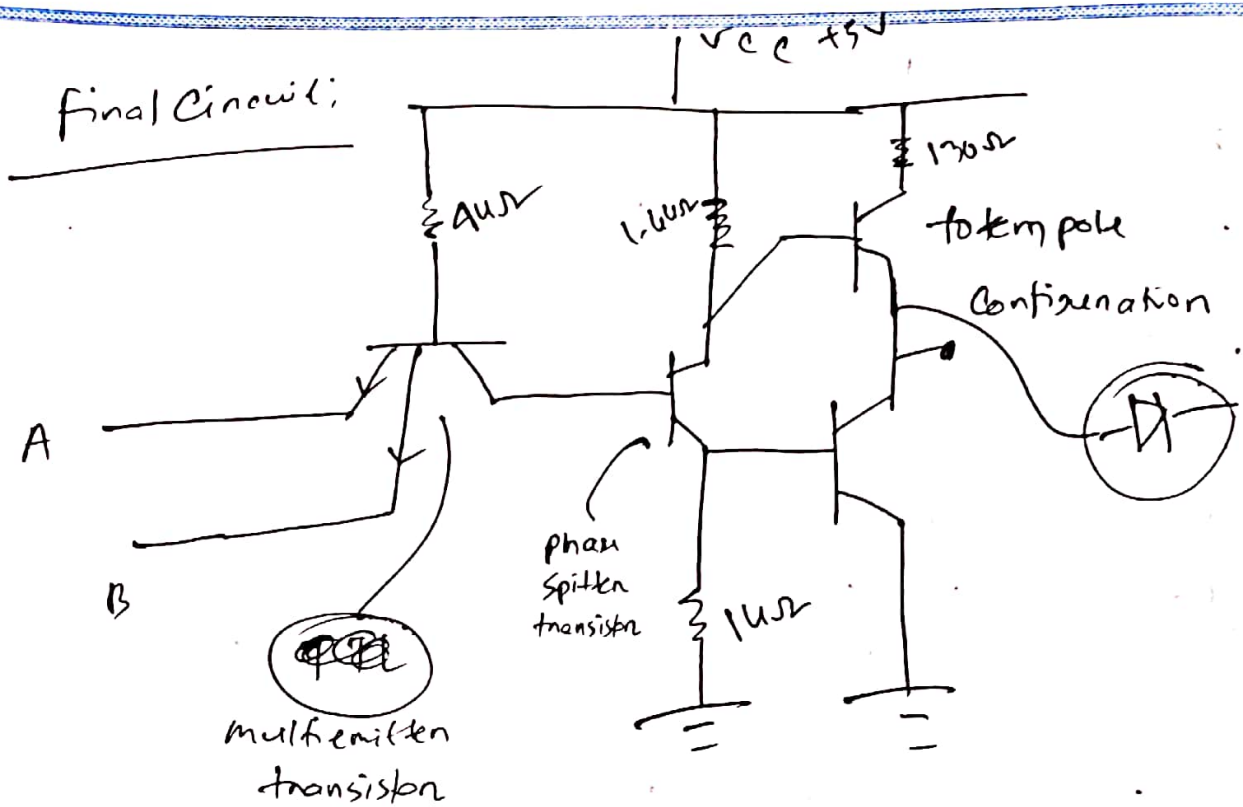 VCC +5V
Final Circuit:
130Ω
4kΩ
1.6kΩ
totem pole
Configuration
A
B
phase
spitter
transistor
1kΩ
multiemitter
transistor